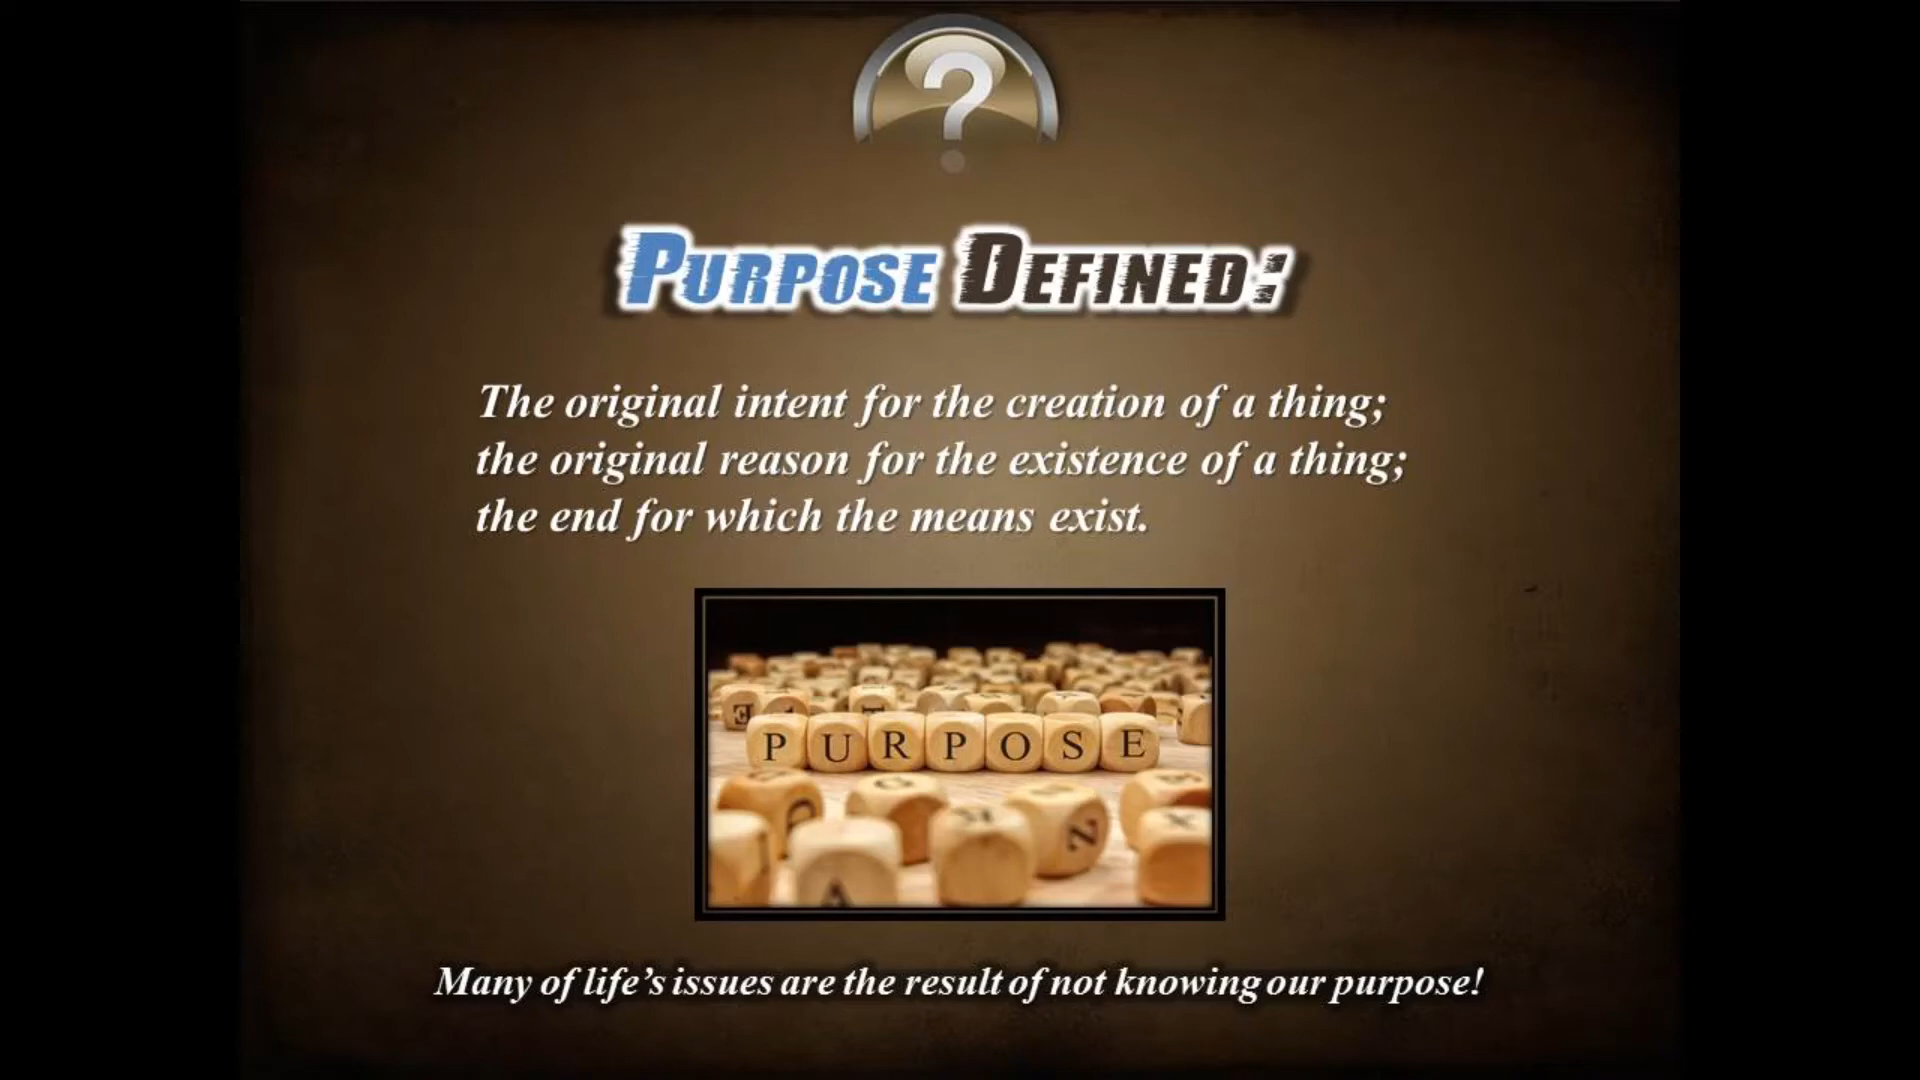 ?
Purpose Defined:
The original intent for the creation of a thing;
the original reason for the existence of a thing;
the end for which the means exist.
E
PURPOSE
G
Z
X
A
Many of life’s issues are the result of not knowing our purpose!